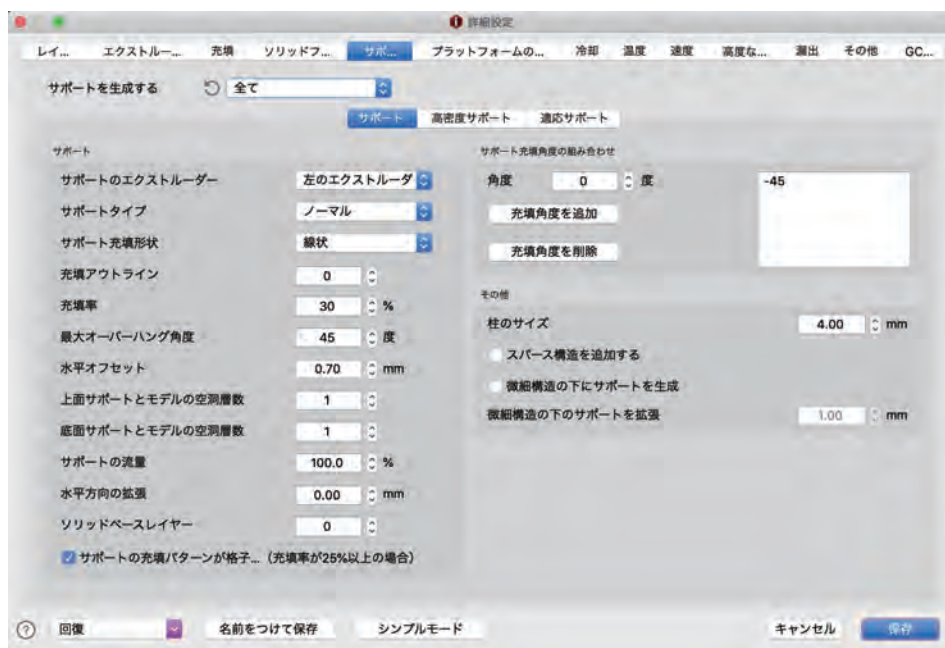 詳細設定
レイ... エクストルー... 充填 ソリッドフ... サポ... プラットフォームの... 冷却 温度 速度 高度な... 漏出 その他 GC...
サポートを生成する 全て
サポート 高密度サポート 適応サポート
サポート
サポートのエクストルーダー 左のエクストルーダ
サポートタイプ ノーマル
サポート充填形状 線状
充填アウトライン 0
充填率 30 %
最大オーバーハング角度 45 度
水平オフセット 0.70 mm
上面サポートとモデルの空洞層数 1
底面サポートとモデルの空洞層数 1
サポートの流量 100.0 %
水平方向の拡張 0.00 mm
ソリッドベースレイヤー 0
サポートの充填パターンが格子...（充填率が25%以上の場合）
サポート充填角度の組み合わせ
角度 0 度 -45
充填角度を追加
充填角度を削除
その他
柱のサイズ 4.00 mm
スパース構造を追加する
微細構造の下にサポートを生成
微細構造の下のサポートを拡張 1.00 mm
? 回復 名前をつけて保存 シンプルモード キャンセル 保存